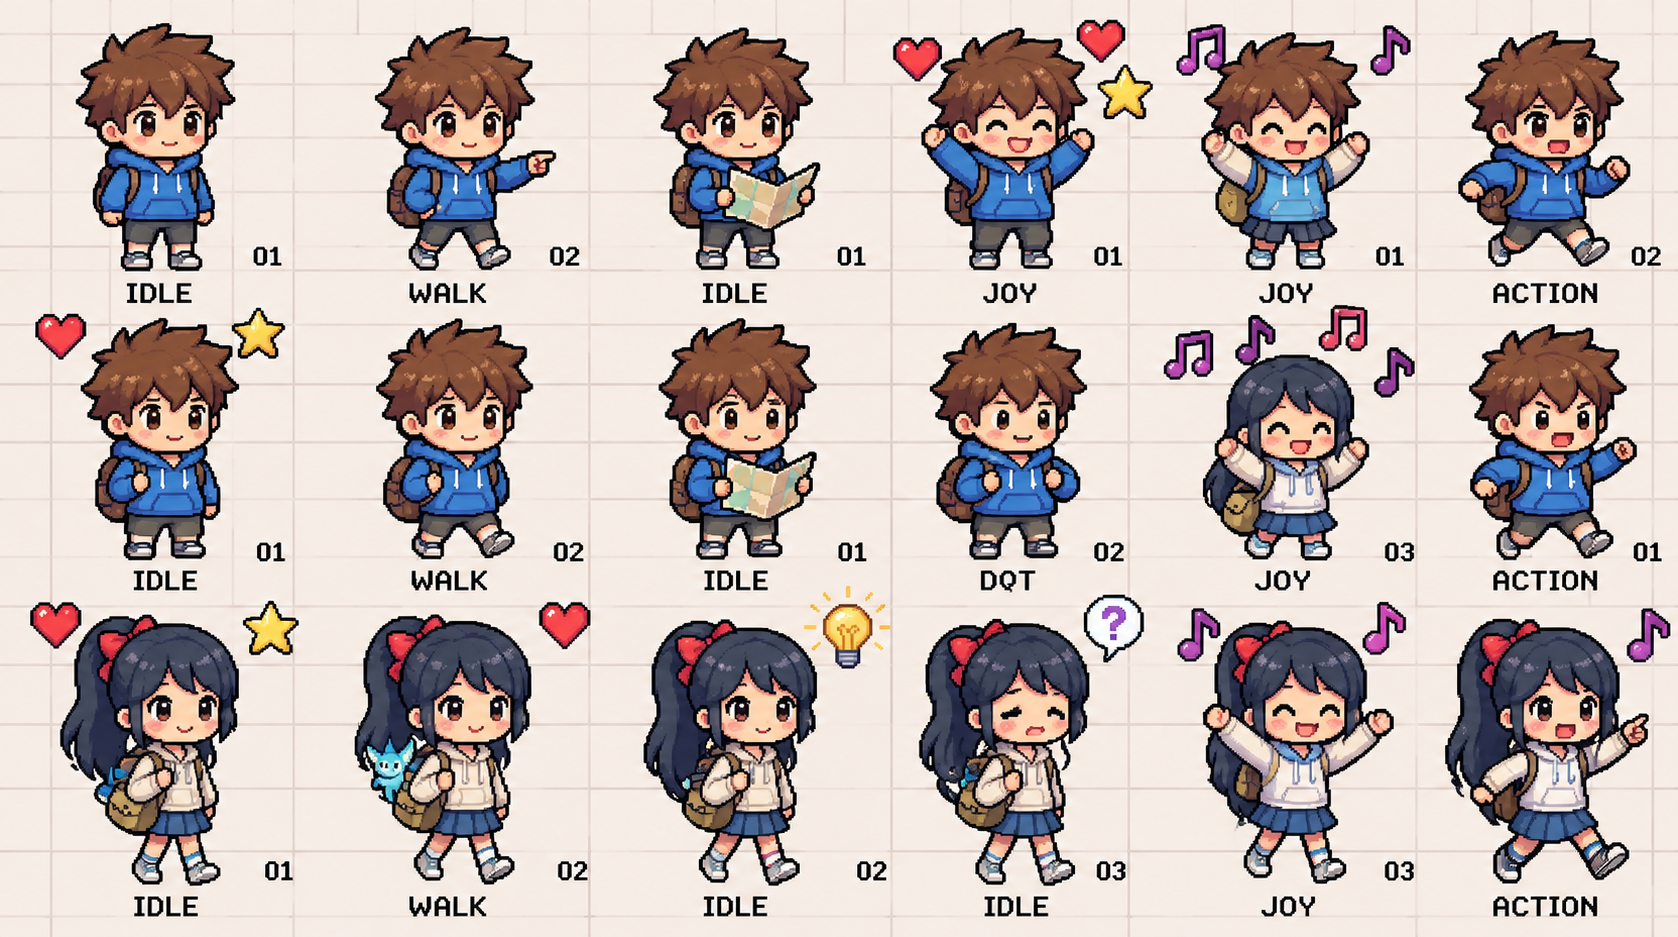 01 02 01 01 01 02
IDLE WALK IDLE JOY JOY ACTION
01 02 01 02 03 01
IDLE WALK IDLE DQT JOY ACTION
?
01 02 02 03 03
IDLE WALK IDLE IDLE JOY ACTION